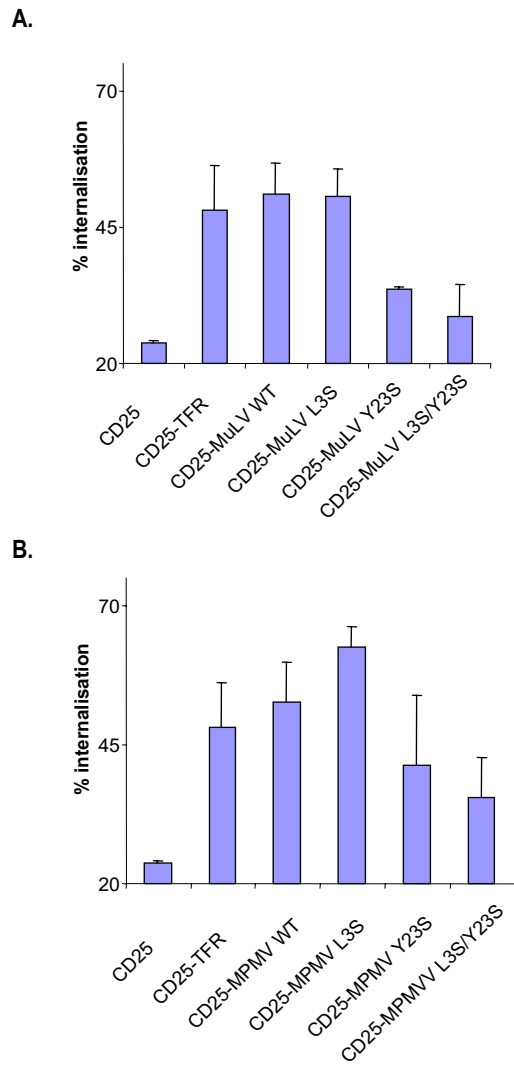 A.
70
45
20
% internalisation
CD25
CD25-TFR
CD25-MuLV WT
CD25-MuLV L3S
CD25-MuLV Y23S
CD25-MuLV L3S/Y23S
B.
70
45
20
% internalisation
CD25
CD25-TFR
CD25-MPMV WT
CD25-MPMV L3S
CD25-MPMV Y23S
CD25-MPMVV L3S/Y23S